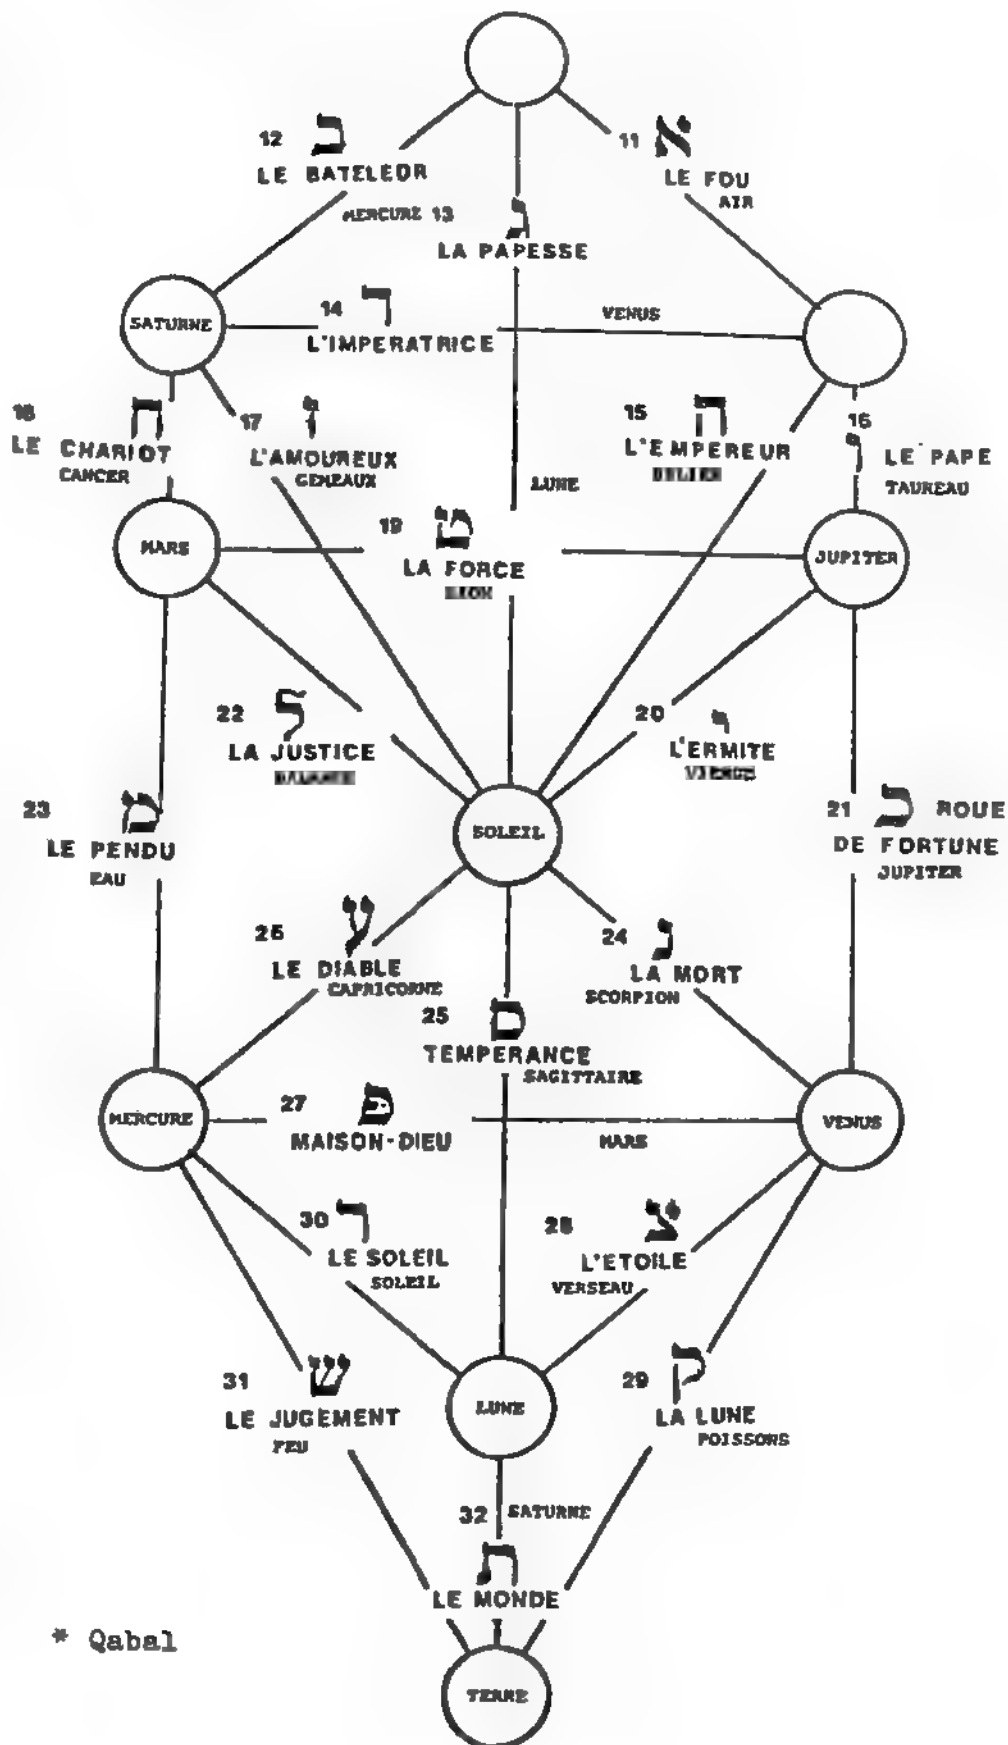 12 ב
LE BATELEUR
MERCURE
11 א
LE FOU
AIR
13 ג
LA PAPESSE
LUNE
SATURNE
14 ד
L'IMPERATRICE
VENUS
18 ח
LE CHARIOT
CANCER
17 ז
L'AMOUREUX
GEMEAUX
15 ה
L'EMPEREUR
BELIER
16 ו
LE PAPE
TAUREAU
MARS
19 ט
LA FORCE
LION
JUPITER
22 ל
LA JUSTICE
BALANCE
20 י
L'ERMITE
VIERGE
23 מ
LE PENDU
EAU
SOLEIL
21 כ ROUE
DE FORTUNE
JUPITER
26 ע
LE DIABLE
CAPRICORNE
24 נ
LA MORT
SCORPION
25 ס
TEMPERANCE
SAGITTAIRE
MERCURE
27 פ
MAISON-DIEU
MARS
VENUS
30 ר
LE SOLEIL
SOLEIL
28 צ
L'ETOILE
VERSEAU
31 ש
LE JUGEMENT
FEU
LUNE
29 ק
LA LUNE
POISSONS
32 ת
SATURNE
LE MONDE
* Qabal
TERRE